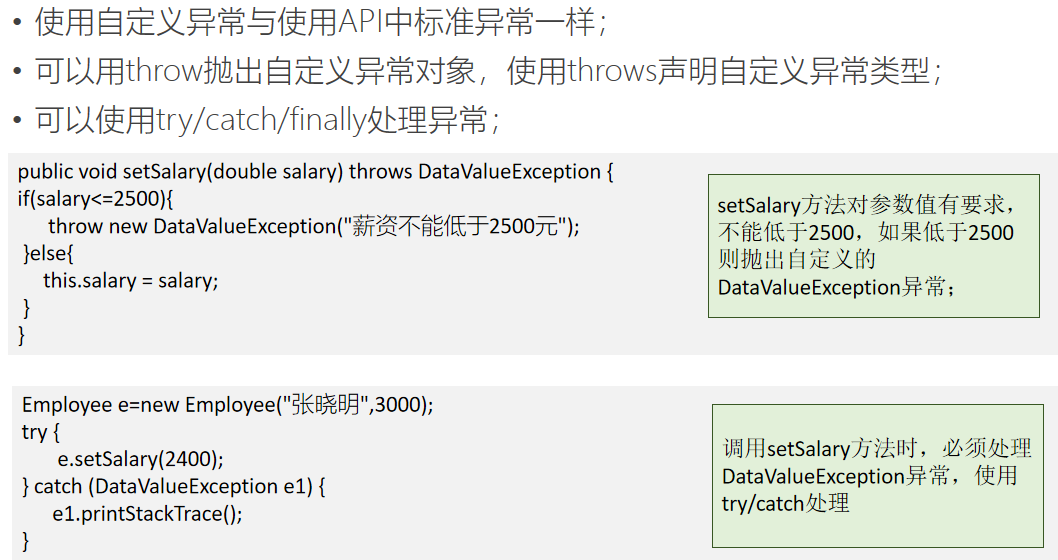 • 使用自定义异常与使用API中标准异常一样；
• 可以用throw抛出自定义异常对象，使用throws声明自定义异常类型；
• 可以使用try/catch/finally处理异常；
public void setSalary(double salary) throws DataValueException {
if(salary<=2500){
throw new DataValueException("薪资不能低于2500元");
}else{
this.salary = salary;
}
}
setSalary方法对参数值有要求，
不能低于2500，如果低于2500
则抛出自定义的
DataValueException异常；
Employee e=new Employee("张晓明",3000);
try {
e.setSalary(2400);
} catch (DataValueException e1) {
e1.printStackTrace();
}
调用setSalary方法时，必须处理
DataValueException异常，使用
try/catch处理